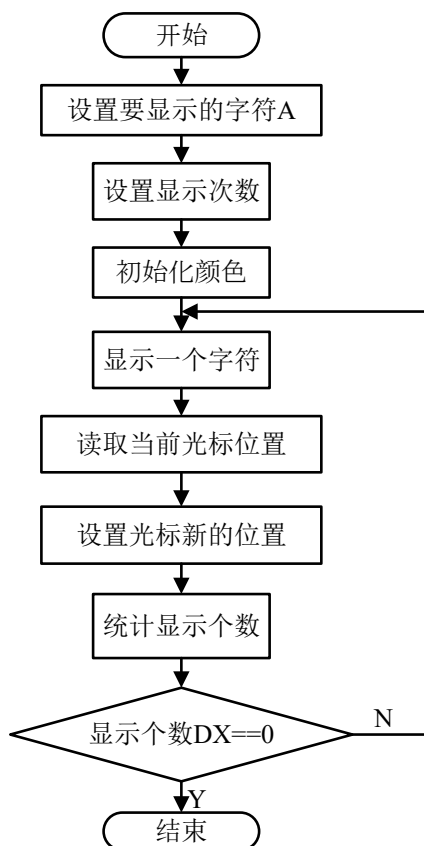 开始
设置要显示的字符A
设置显示次数
初始化颜色
显示一个字符
读取当前光标位置
设置光标新的位置
统计显示个数
显示个数DX==0
N
Y
结束